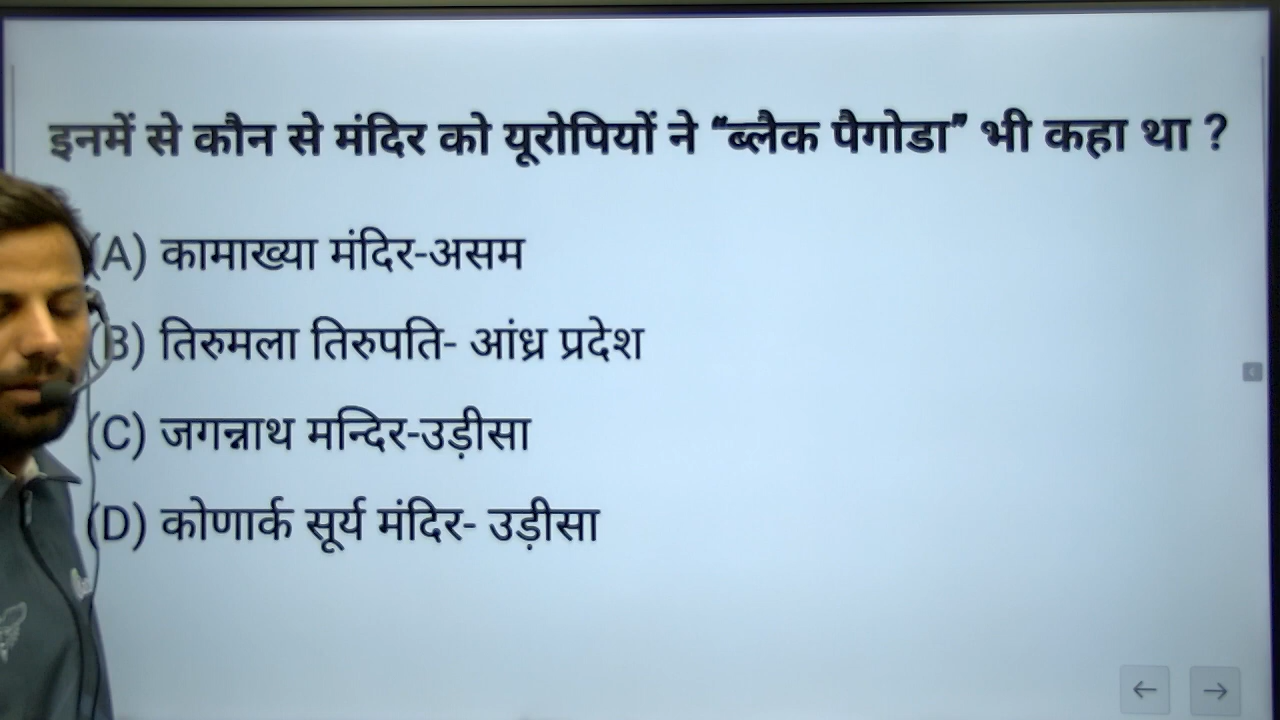 इनमें से कौन से मंदिर को यूरोपियों ने “ब्लैक पैगोडा” भी कहा था ?
(A) कामाख्या मंदिर-असम
(B) तिरुमला तिरुपति- आंध्र प्रदेश
(C) जगन्नाथ मन्दिर-उड़ीसा
(D) कोणार्क सूर्य मंदिर- उड़ीसा